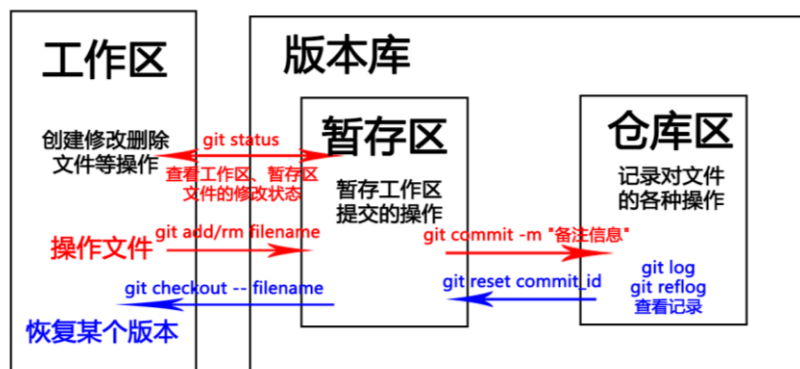 工作区
创建修改删除
文件等操作
操作文件
恢复某个版本
git status
查看工作区、暂存区
文件的修改状态
git add/rm filename
git checkout -- filename
版本库
暂存区
暂存工作区
提交的操作
git commit -m "备注信息"
git reset commit_id
仓库区
记录对文件
的各种操作
git log
git reflog
查看记录